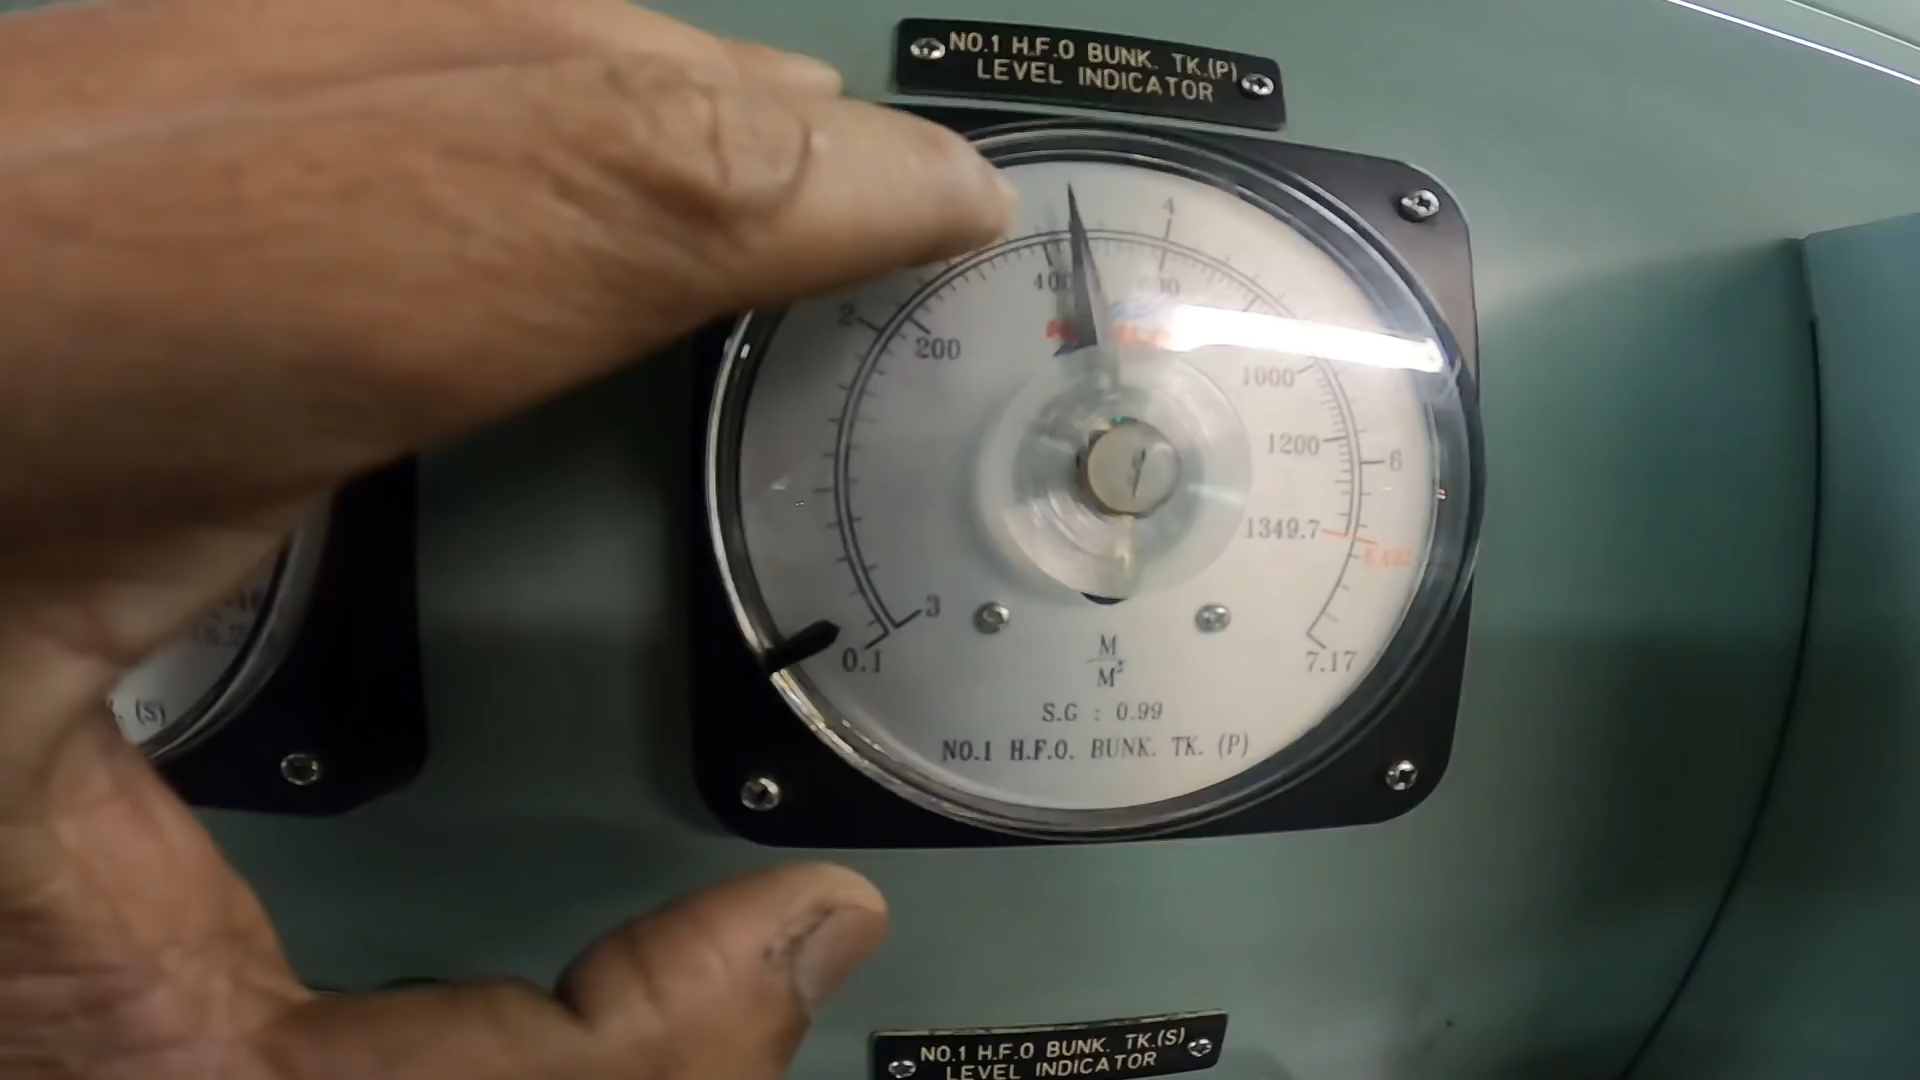 NO.1 H.F.O BUNK. TK.(P)
LEVEL INDICATOR
4
400
2
200
1000
1200
6
1349.7
3
0.1
7.17
M
M³
S.G : 0.99
NO.1 H.F.O. BUNK. TK. (P)
(S)
NO.1 H.F.O BUNK. TK.(S)
LEVEL INDICATOR